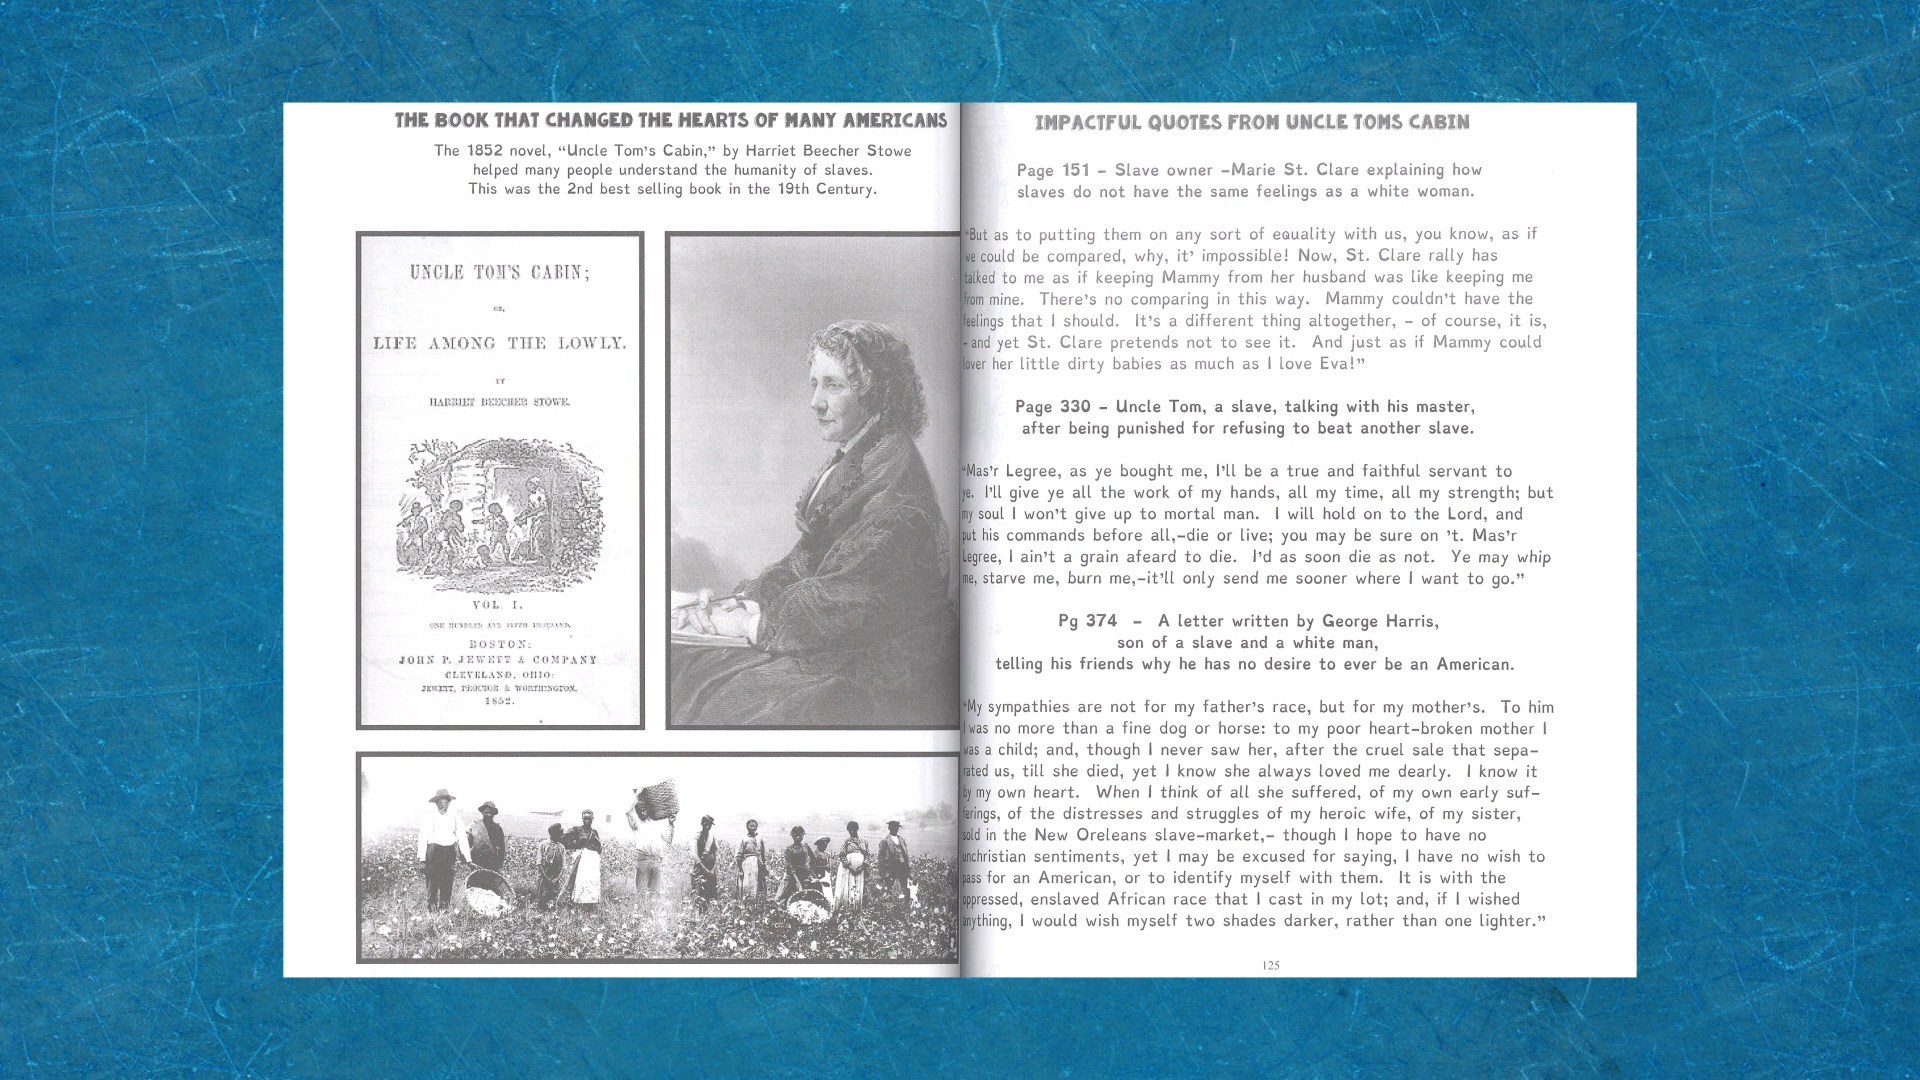 THE BOOK THAT CHANGED THE HEARTS OF MANY AMERICANS
The 1852 novel, “Uncle Tom’s Cabin,” by Harriet Beecher Stowe
helped many people understand the humanity of slaves.
This was the 2nd best selling book in the 19th Century.
UNCLE TOM'S CABIN;
OR,
LIFE AMONG THE LOWLY.
BY
HARRIET BEECHER STOWE.
VOL. I.
ONE HUNDRED AND FIFTH THOUSAND.
BOSTON:
JOHN P. JEWETT & COMPANY
CLEVELAND, OHIO:
JEWETT, PROCTOR & WORTHINGTON.
1852.
IMPACTFUL QUOTES FROM UNCLE TOMS CABIN
Page 151 – Slave owner –Marie St. Clare explaining how
slaves do not have the same feelings as a white woman.
“But as to putting them on any sort of equality with us, you know, as if
we could be compared, why, it’ impossible! Now, St. Clare rally has
talked to me as if keeping Mammy from her husband was like keeping me
from mine. There’s no comparing in this way. Mammy couldn’t have the
feelings that I should. It’s a different thing altogether, – of course, it is,
- and yet St. Clare pretends not to see it. And just as if Mammy could
lover her little dirty babies as much as I love Eva!”
Page 330 – Uncle Tom, a slave, talking with his master,
after being punished for refusing to beat another slave.
“Mas’r Legree, as ye bought me, I’ll be a true and faithful servant to
ye. I’ll give ye all the work of my hands, all my time, all my strength; but
my soul I won’t give up to mortal man. I will hold on to the Lord, and
put his commands before all,–die or live; you may be sure on ’t. Mas’r
Legree, I ain’t a grain afeard to die. I’d as soon die as not. Ye may whip
me, starve me, burn me,–it’ll only send me sooner where I want to go.”
Pg 374 – A letter written by George Harris,
son of a slave and a white man,
telling his friends why he has no desire to ever be an American.
“My sympathies are not for my father’s race, but for my mother’s. To him
I was no more than a fine dog or horse: to my poor heart–broken mother I
was a child; and, though I never saw her, after the cruel sale that sepa–
rated us, till she died, yet I know she always loved me dearly. I know it
by my own heart. When I think of all she suffered, of my own early suf–
ferings, of the distresses and struggles of my heroic wife, of my sister,
sold in the New Oreleans slave–market,– though I hope to have no
unchristian sentiments, yet I may be excused for saying, I have no wish to
pass for an American, or to identify myself with them. It is with the
oppressed, enslaved African race that I cast in my lot; and, if I wished
anything, I would wish myself two shades darker, rather than one lighter.”
125